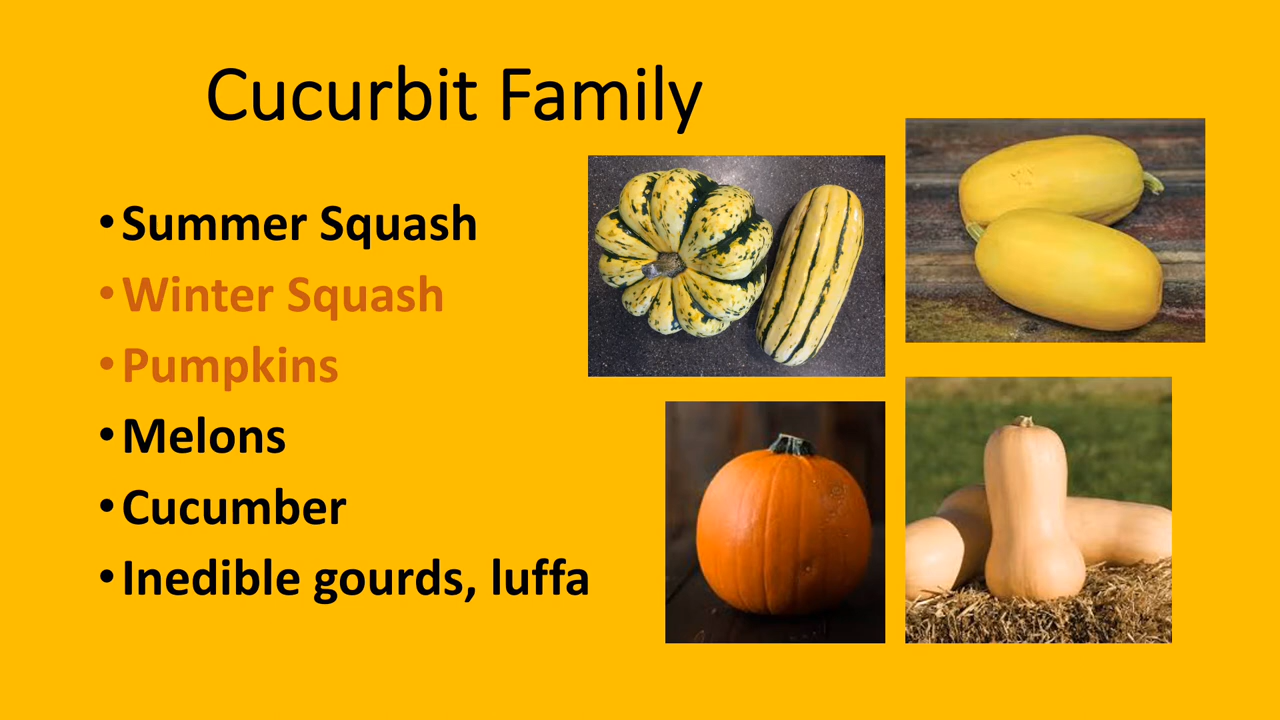 Cucurbit Family
•Summer Squash
•Winter Squash
•Pumpkins
•Melons
•Cucumber
•Inedible gourds, luffa